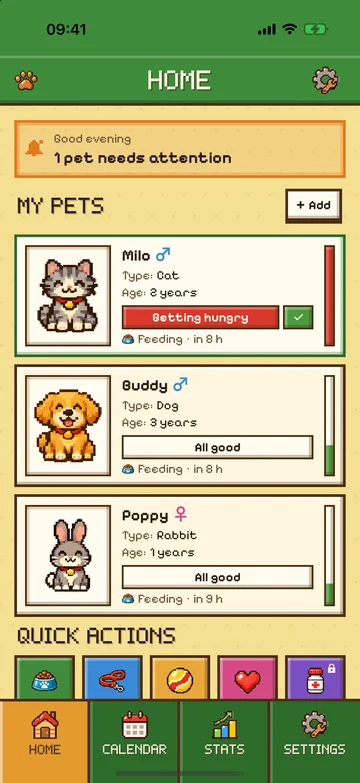 09:41
HOME
Good evening
1 pet needs attention
MY PETS
+ Add
Milo ♂
Type: Cat
Age: 2 years
Getting hungry
Feeding · in 8 h
Buddy ♂
Type: Dog
Age: 3 years
All good
Feeding · in 8 h
Poppy ♀
Type: Rabbit
Age: 1 years
All good
Feeding · in 9 h
QUICK ACTIONS
HOME
CALENDAR
STATS
SETTINGS